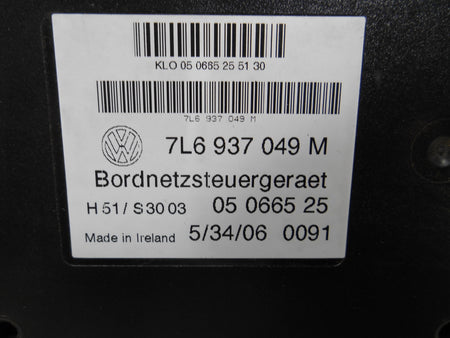 KLO 05 0665 25 51 30
7L6 937 049 M
7L6 937 049 M
Bordnetzsteuergeraet
H 51 / S 30 03 05 0665 25
Made in Ireland 5/34/06 0091